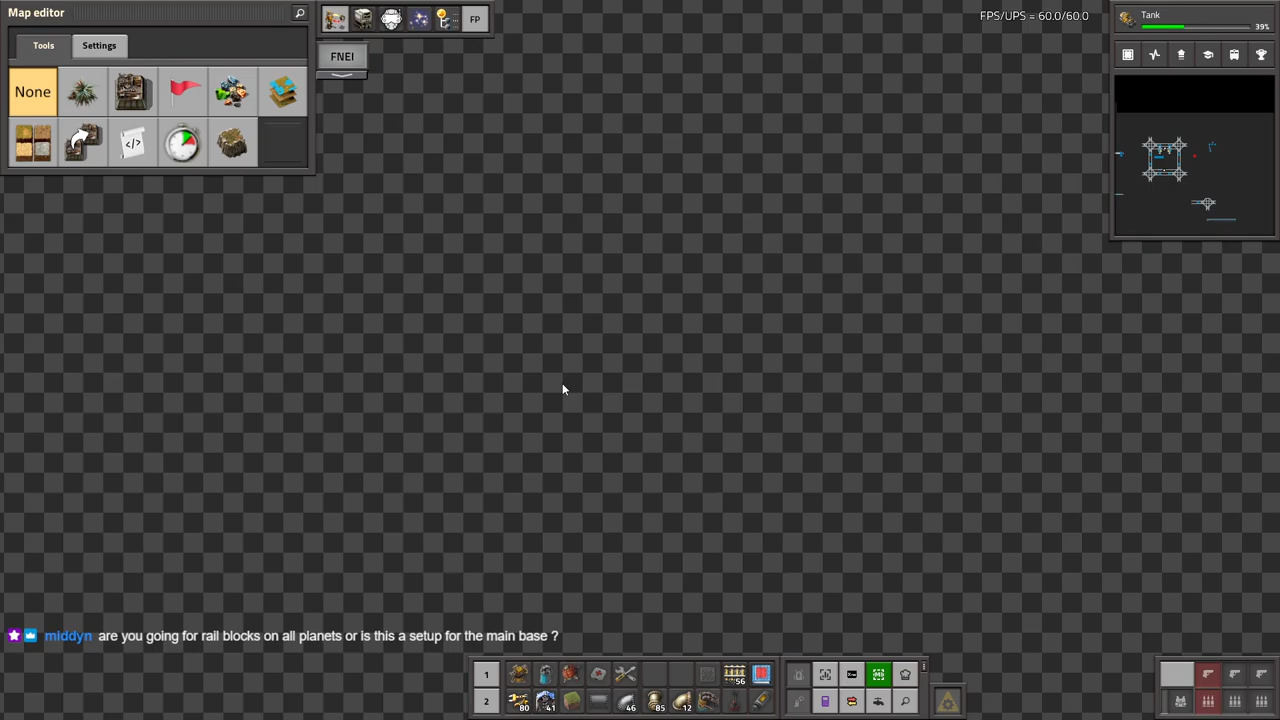 Map editor
FP
FPS/UPS = 60.0/60.0
Tank
39%
Tools
Settings
FNEI
None
</>
middyn are you going for rail blocks on all planets or is this a setup for the main base ?
1
56
2
80
41
46
85
12